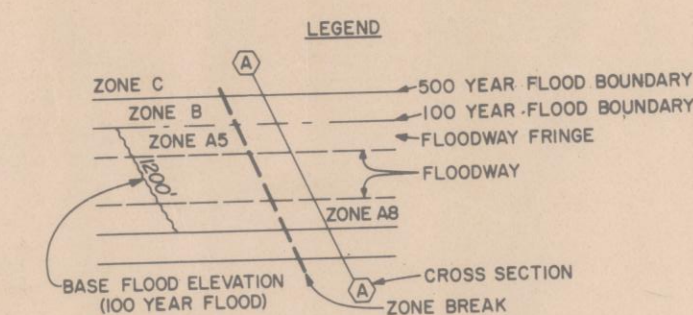 LEGEND
A
ZONE C
500 YEAR FLOOD BOUNDARY
ZONE B
100 YEAR FLOOD BOUNDARY
ZONE A5
FLOODWAY FRINGE
1200'
FLOODWAY
ZONE A8
CROSS SECTION
A
BASE FLOOD ELEVATION
(100 YEAR FLOOD)
ZONE BREAK